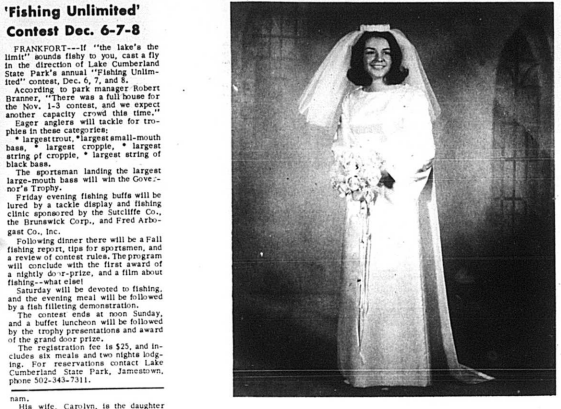 'Fishing Unlimited'
Contest Dec. 6-7-8
FRANKFORT---If "the lake's the
limit" sounds fishy to you, cast a fly
in the direction of Lake Cumberland
State Park's annual "Fishing Unlim-
ited" contest, Dec. 6, 7, and 8.
According to park manager Robert
Branner, "There was a full house for
the Nov. 1-3 contest, and we expect
another capacity crowd this time."
Eager anglers will tackle for tro-
phies in these categories:
* largest trout, *largest small-mouth
bass, * largest croppie, * largest
string pf croppie, * largest string of
black bass.
The sportsman landing the largest
large-mouth bass will win the Gover-
nor's Trophy.
Friday evening fishing buffs will be
lured by a tackle display and fishing
clinic sponsored by the Sutcliffe Co.,
the Brunswick Corp., and Fred Arbo-
gast Co., Inc.
Following dinner there will be a Fall
fishing report, tips for sportsmen, and
a review of contest rules. The program
will conclude with the first award of
a nightly door-prize, and a film about
fishing--what else!
Saturday will be devoted to fishing,
and the evening meal will be followed
by a fish filleting demonstration.
The contest ends at noon Sunday,
and a buffet luncheon will be followed
by the trophy presentations and award
of the grand door prize.
The registration fee is $25, and in-
cludes six meals and two nights lodg-
ing. For reservations contact Lake
Cumberland State Park, Jamestown,
phone 502-343-7311.
nam.
His wife, Carolyn, is the daughter